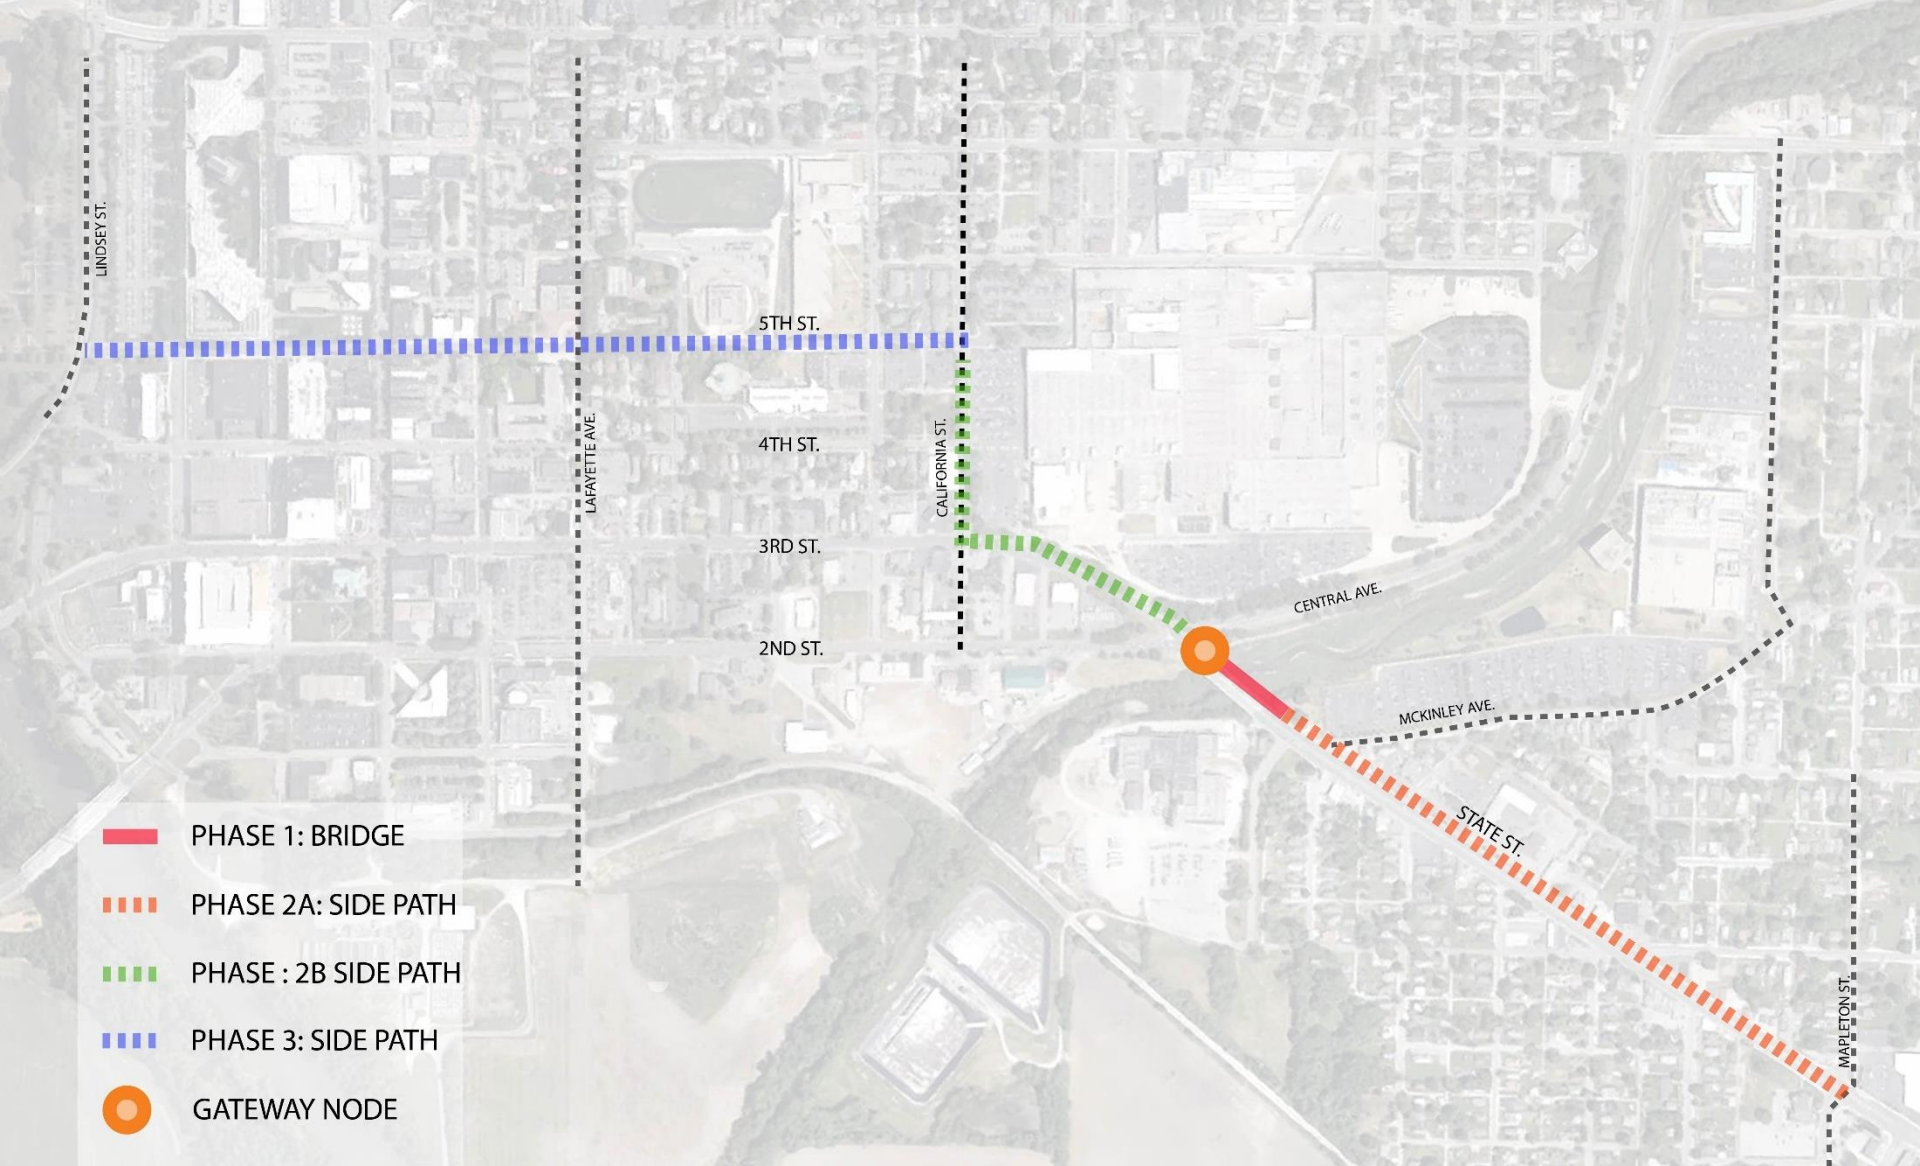 LINDSEY ST.
LAFAYETTE AVE.
5TH ST.
4TH ST.
3RD ST.
2ND ST.
CALIFORNIA ST.
CENTRAL AVE.
MCKINLEY AVE.
STATE ST.
MAPLETON ST.
PHASE 1: BRIDGE
PHASE 2A: SIDE PATH
PHASE : 2B SIDE PATH
PHASE 3: SIDE PATH
GATEWAY NODE